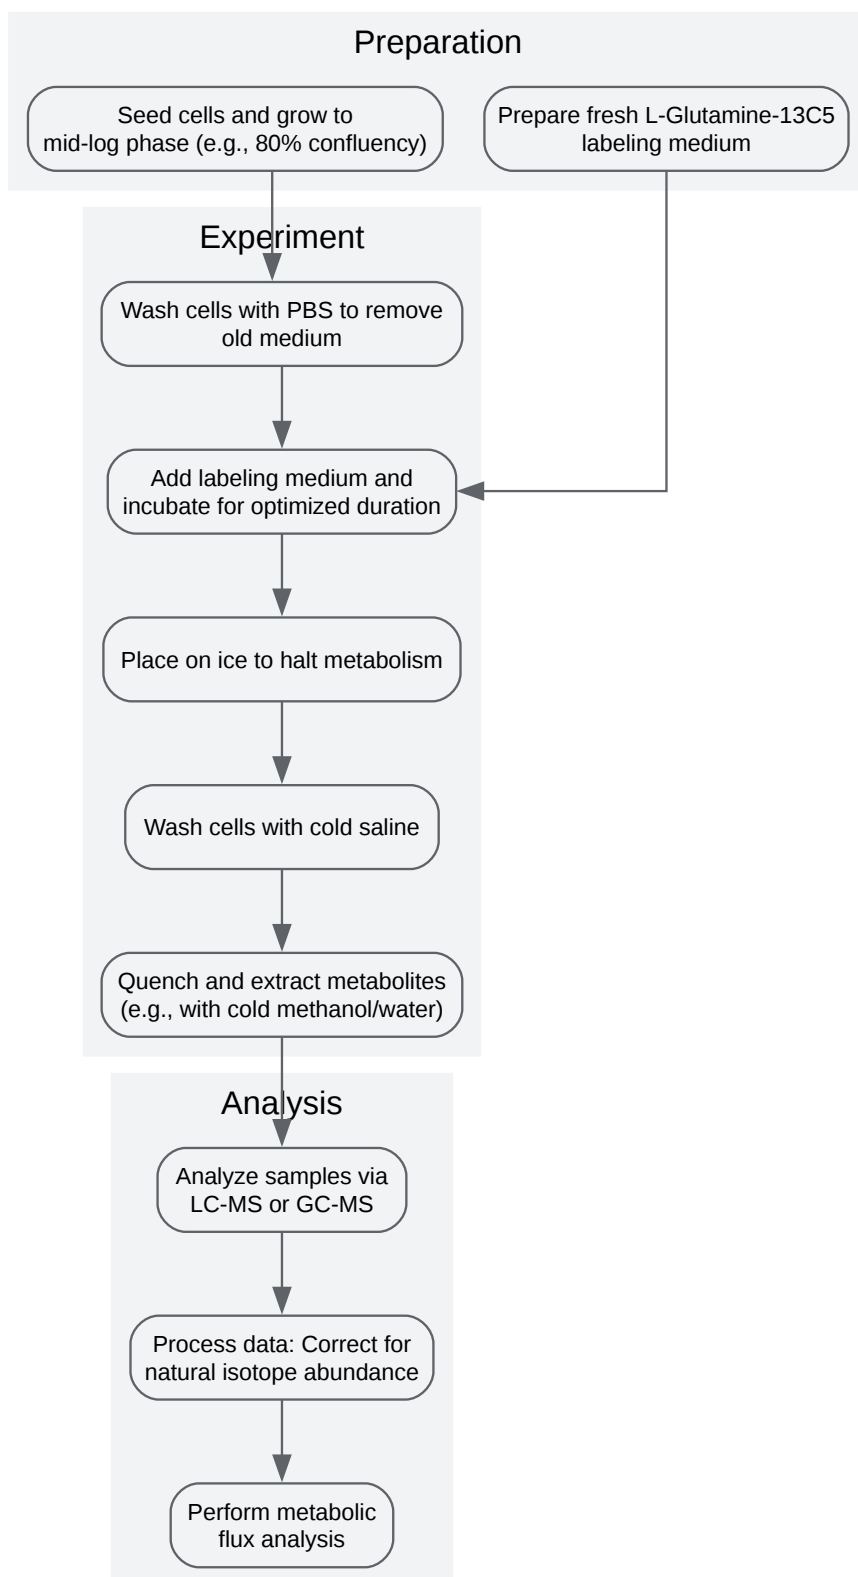 Preparation
Seed cells and grow to
mid-log phase (e.g., 80% confluency)
Prepare fresh L-Glutamine-13C5
labeling medium
Experiment
Wash cells with PBS to remove
old medium
Add labeling medium and
incubate for optimized duration
Place on ice to halt metabolism
Wash cells with cold saline
Quench and extract metabolites
(e.g., with cold methanol/water)
Analysis
Analyze samples via
LC-MS or GC-MS
Process data: Correct for
natural isotope abundance
Perform metabolic
flux analysis